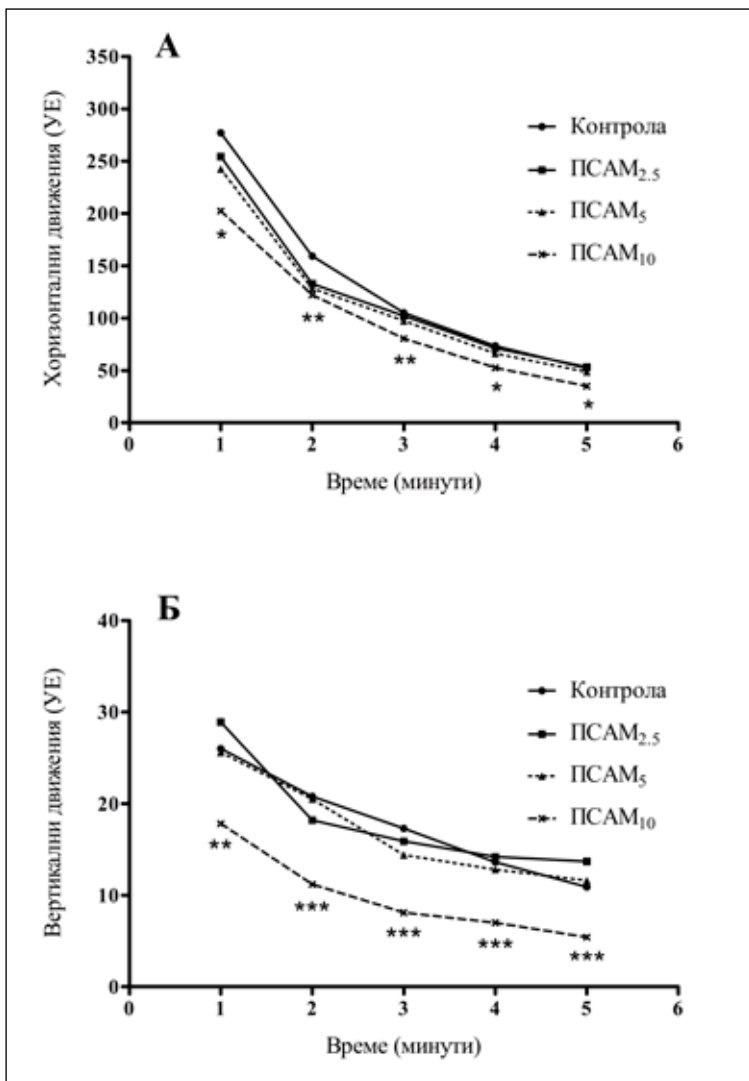 А
Хоризонтални движения (УЕ)
350
300
250
200
150
100
50
0
Контрола
ПСАМ2.5
ПСАМ5
ПСАМ10
*
**
**
*
*
0 1 2 3 4 5 6
Време (минути)
Б
Вертикални движения (УЕ)
40
30
20
10
0
Контрола
ПСАМ2.5
ПСАМ5
ПСАМ10
**
***
***
***
***
0 1 2 3 4 5 6
Време (минути)